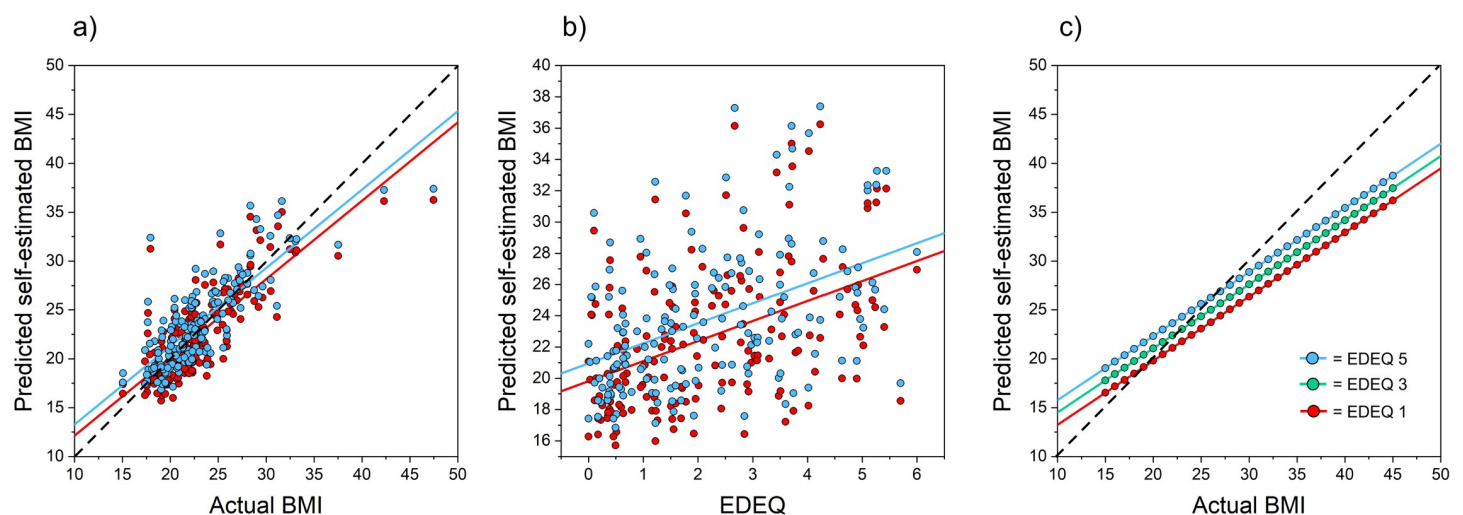 a)
Predicted self-estimated BMI
50
45
40
35
30
25
20
15
10
10 15 20 25 30 35 40 45 50
Actual BMI
b)
Predicted self-estimated BMI
40
38
36
34
32
30
28
26
24
22
20
18
16
0 1 2 3 4 5 6
EDEQ
c)
Predicted self-estimated BMI
50
45
40
35
30
25
20
15
10
10 15 20 25 30 35 40 45 50
Actual BMI
= EDEQ 5
= EDEQ 3
= EDEQ 1